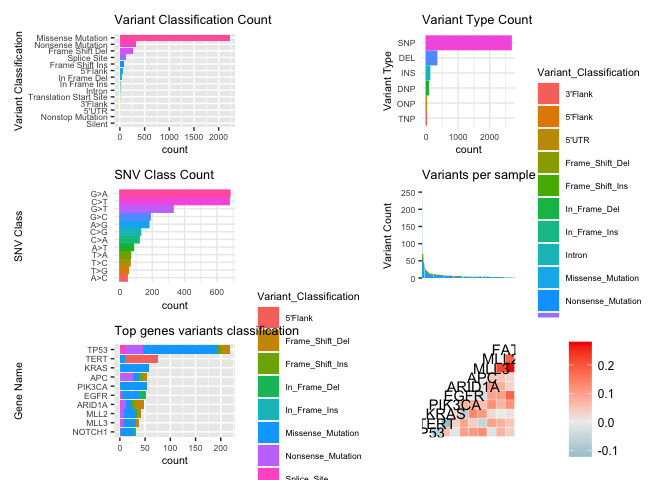 Variant Classification Count
Variant Classification
Missense Mutation
Nonsense Mutation
Frame Shift Del
Splice Site
Frame Shift Ins
5'Flank
In Frame Del
In Frame Ins
Intron
Translation Start Site
3'Flank
5'UTR
Nonstop Mutation
Silent
0 500 1000 1500 2000
count
Variant Type Count
Variant Type
SNP
DEL
INS
DNP
ONP
TNP
0 1000 2000
count
Variant_Classification
3'Flank
5'Flank
5'UTR
Frame_Shift_Del
Frame_Shift_Ins
In_Frame_Del
In_Frame_Ins
Intron
Missense_Mutation
Nonsense_Mutation
SNV Class Count
SNV Class
G>A
C>T
G>T
G>C
A>G
C>G
C>A
A>T
T>A
T>C
T>G
A>C
0 200 400 600
count
Variants per sample
Variant Count
250
200
150
100
50
0
Top genes variants classification
Gene Name
TP53
TERT
KRAS
APC
PIK3CA
EGFR
ARID1A
MLL2
MLL3
NOTCH1
0 50 100 150 200
count
Variant_Classification
5'Flank
Frame_Shift_Del
Frame_Shift_Ins
In_Frame_Del
In_Frame_Ins
Missense_Mutation
Nonsense_Mutation
Splice_Site
MLL3
APC
ARID1A
EGFR
PIK3CA
KRAS
0.2
0.1
0.0
-0.1